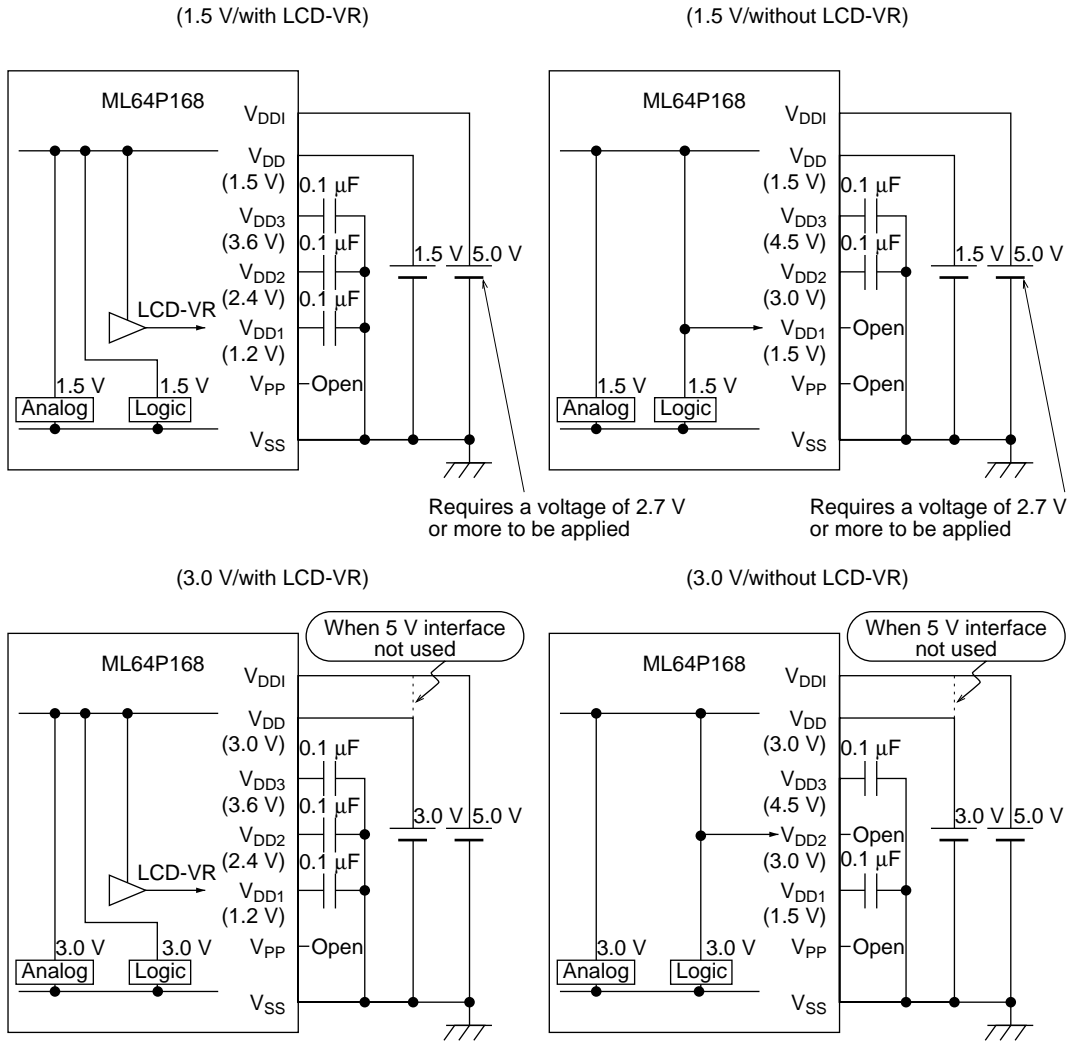 (1.5 V/with LCD-VR)
ML64P168
VDDI
VDD
(1.5 V)
0.1 μF
VDD3
(3.6 V)
0.1 μF
1.5 V
5.0 V
VDD2
(2.4 V)
0.1 μF
LCD-VR
VDD1
(1.2 V)
1.5 V
1.5 V
VPP
Open
Analog
Logic
VSS
Requires a voltage of 2.7 V
or more to be applied
(1.5 V/without LCD-VR)
ML64P168
VDDI
VDD
(1.5 V)
0.1 μF
VDD3
(4.5 V)
0.1 μF
1.5 V
5.0 V
VDD2
(3.0 V)
VDD1
Open
(1.5 V)
1.5 V
1.5 V
VPP
Open
Analog
Logic
VSS
Requires a voltage of 2.7 V
or more to be applied
(3.0 V/with LCD-VR)
When 5 V interface
not used
ML64P168
VDDI
VDD
(3.0 V)
0.1 μF
VDD3
(3.6 V)
0.1 μF
3.0 V
5.0 V
VDD2
(2.4 V)
0.1 μF
LCD-VR
VDD1
(1.2 V)
3.0 V
3.0 V
VPP
Open
Analog
Logic
VSS
(3.0 V/without LCD-VR)
When 5 V interface
not used
ML64P168
VDDI
VDD
(3.0 V)
0.1 μF
VDD3
(4.5 V)
3.0 V
5.0 V
VDD2
Open
(3.0 V)
0.1 μF
VDD1
(1.5 V)
3.0 V
3.0 V
VPP
Open
Analog
Logic
VSS